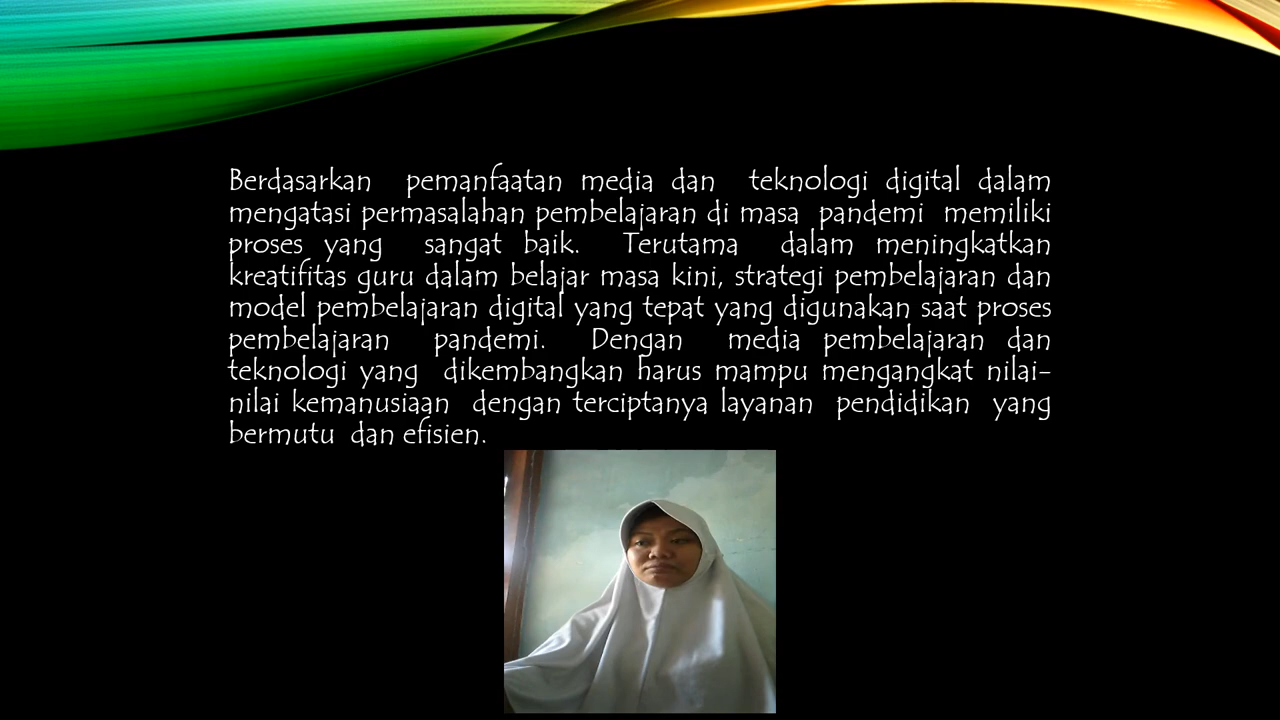 Berdasarkan pemanfaatan media dan teknologi digital dalam
mengatasi permasalahan pembelajaran di masa pandemi memiliki
proses yang sangat baik. Terutama dalam meningkatkan
kreatifitas guru dalam belajar masa kini, strategi pembelajaran dan
model pembelajaran digital yang tepat yang digunakan saat proses
pembelajaran pandemi. Dengan media pembelajaran dan
teknologi yang dikembangkan harus mampu mengangkat nilai-
nilai kemanusiaan dengan terciptanya layanan pendidikan yang
bermutu dan efisien.